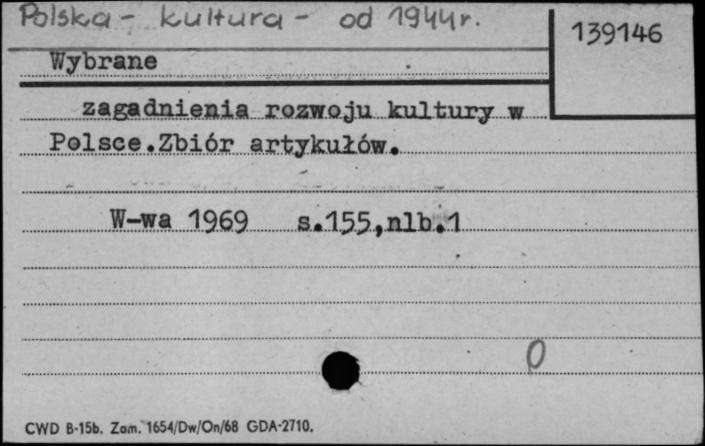 Polska - kultura - od 1944r.
139146
Wybrane
zagadnienia rozwoju kultury w
Polsce.Zbiór artykułów.
W-wa 1969 s.155,nlb.1
0
CWD B-15b. Zam. 1654/Dw/On/68 GDA-2710.